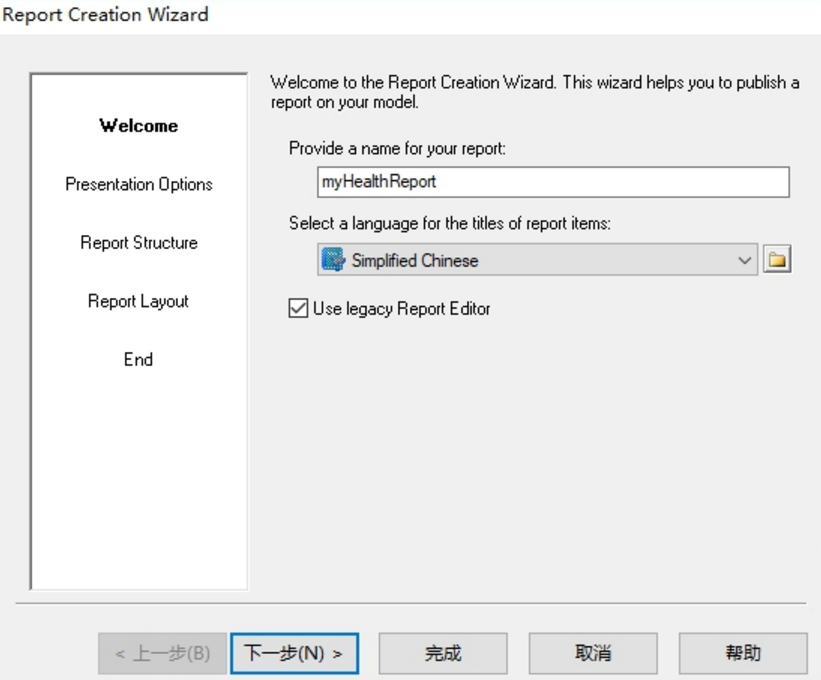 Report Creation Wizard
Welcome
Presentation Options
Report Structure
Report Layout
End
Welcome to the Report Creation Wizard. This wizard helps you to publish a
report on your model.
Provide a name for your report:
myHealthReport
Select a language for the titles of report items:
Simplified Chinese
Use legacy Report Editor
< 上一步(B)
下一步(N) >
完成
取消
帮助